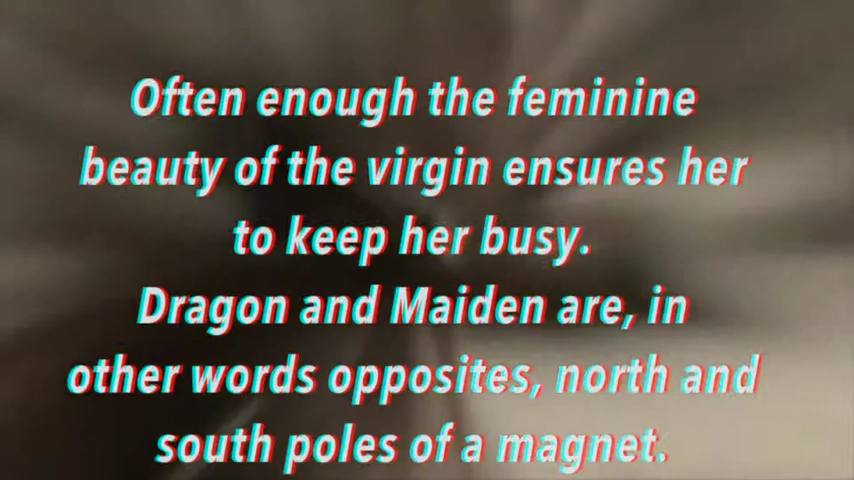 Often enough the feminine
beauty of the virgin ensures her
to keep her busy.
Dragon and Maiden are, in
other words opposites, north and
south poles of a magnet.